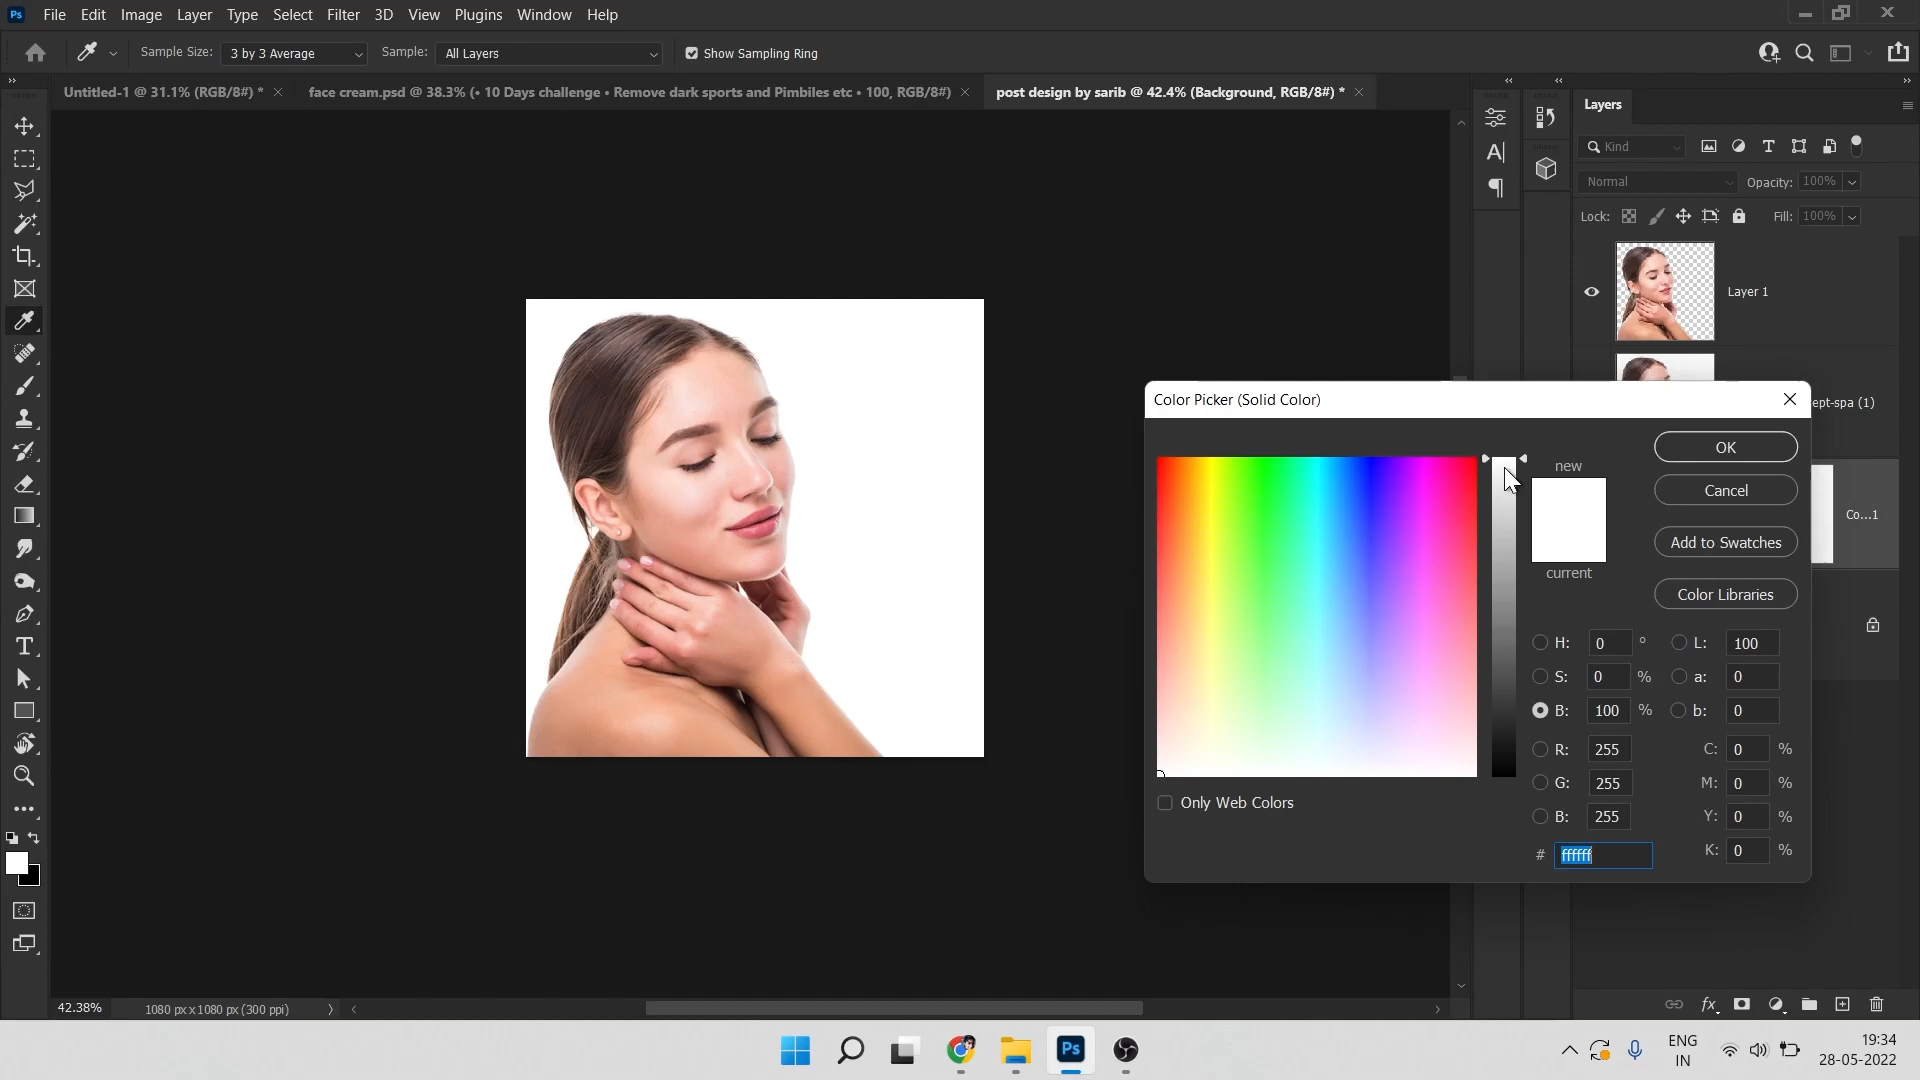 Ps File Edit Image Layer Type Select Filter 3D View Plugins Window Help
Sample Size: 3 by 3 Average Sample: All Layers Show Sampling Ring
Untitled-1 @ 31.1% (RGB/8#) * face cream.psd @ 38.3% (• 10 Days challenge • Remove dark sports and Pimbiles etc • 100, RGB/8#) post design by sarib @ 42.4% (Background, RGB/8#) *
Layers
Kind
Normal Opacity: 100%
Lock: Fill: 100%
Layer 1
ept-spa (1)
Co...1
Color Picker (Solid Color)
OK
new
Cancel
Add to Swatches
current
Color Libraries
H: 0 ° L: 100
S: 0 % a: 0
B: 100 % b: 0
R: 255 C: 0 %
G: 255 M: 0 %
Only Web Colors
B: 255 Y: 0 %
# ffffff K: 0 %
42.38% 1080 px x 1080 px (300 ppi)
Ps
ENG
IN
19:34
28-05-2022